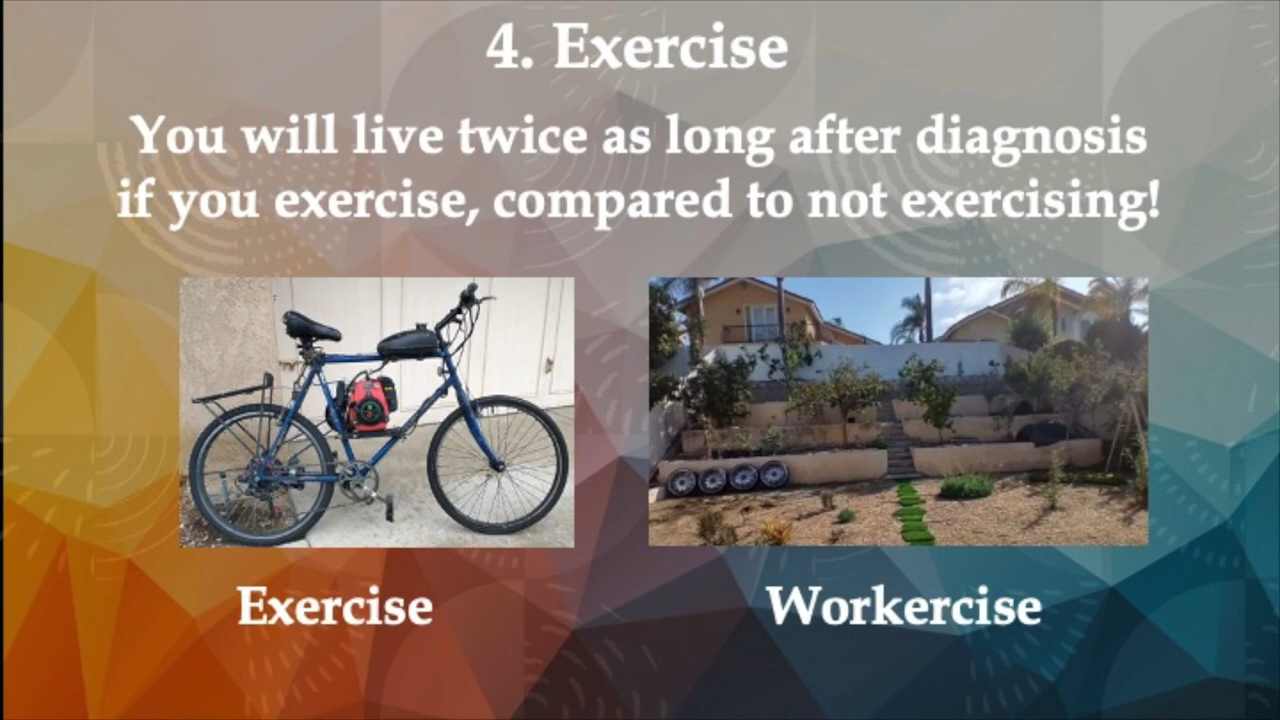 4. Exercise
You will live twice as long after diagnosis
if you exercise, compared to not exercising!
Exercise
Workercise